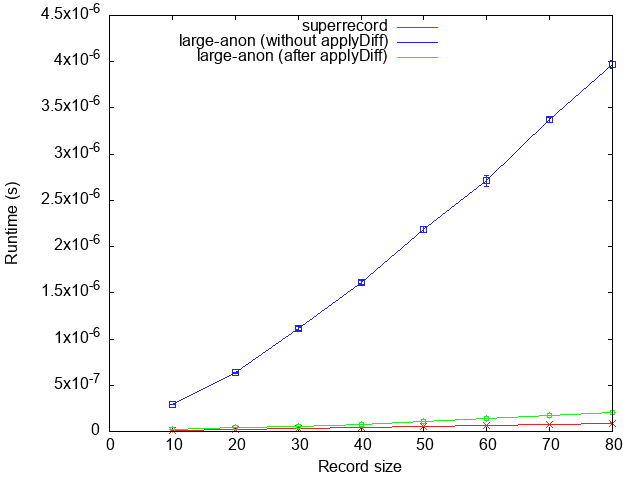 4.5x10^-6
4x10^-6
3.5x10^-6
3x10^-6
2.5x10^-6
2x10^-6
1.5x10^-6
1x10^-6
5x10^-7
0
Runtime (s)
superrecord
large-anon (without applyDiff)
large-anon (after applyDiff)
0 10 20 30 40 50 60 70 80
Record size